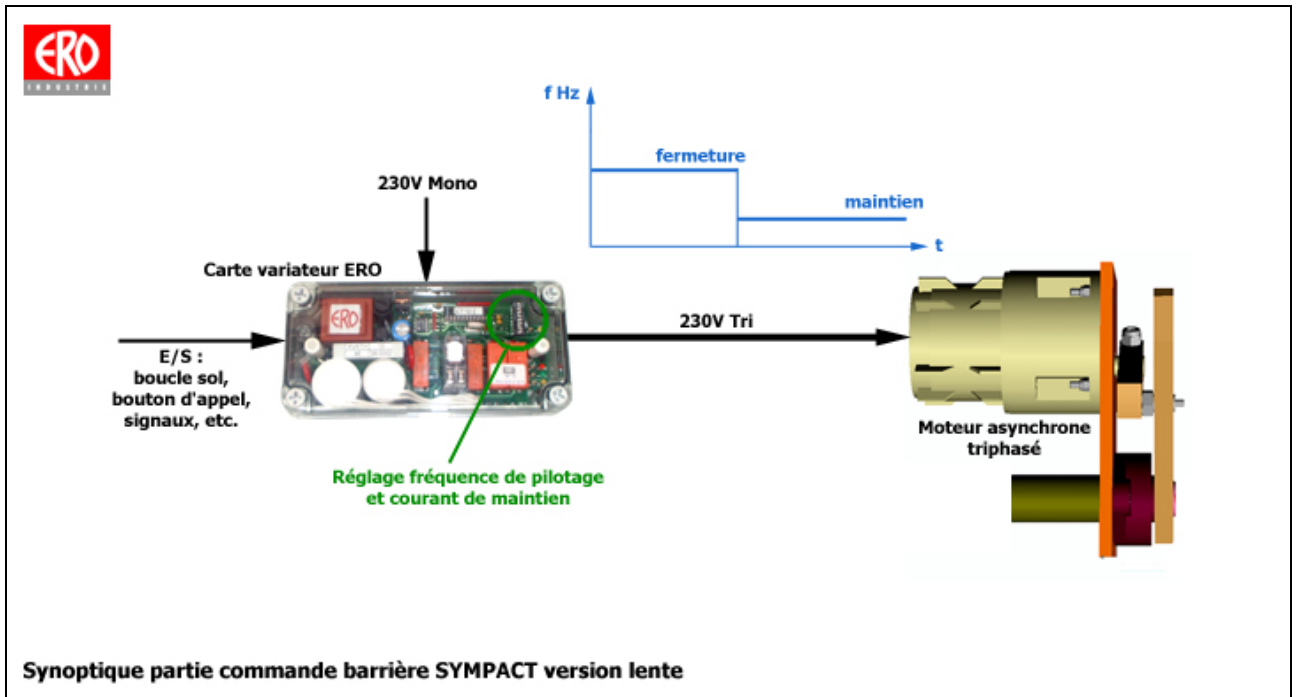 ERO
INDUSTRIE
f Hz
fermeture
230V Mono
maintien
t
Carte variateur ERO
ERO
230V Tri
E/S :
boucle sol,
bouton d'appel,
signaux, etc.
Moteur asynchrone
triphasé
Réglage fréquence de pilotage
et courant de maintien
Synoptique partie commande barrière SYMPACT version lente